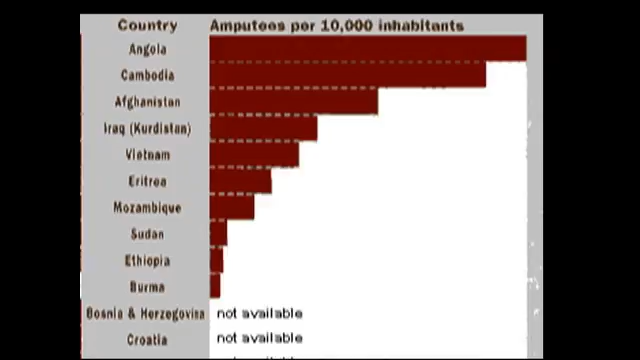 Country Amputees per 10,000 inhabitants
Angola
Cambodia
Afghanistan
Iraq (Kurdistan)
Vietnam
Eritrea
Mozambique
Sudan
Ethiopia
Burma
Bosnia & Herzegovina not available
Croatia not available